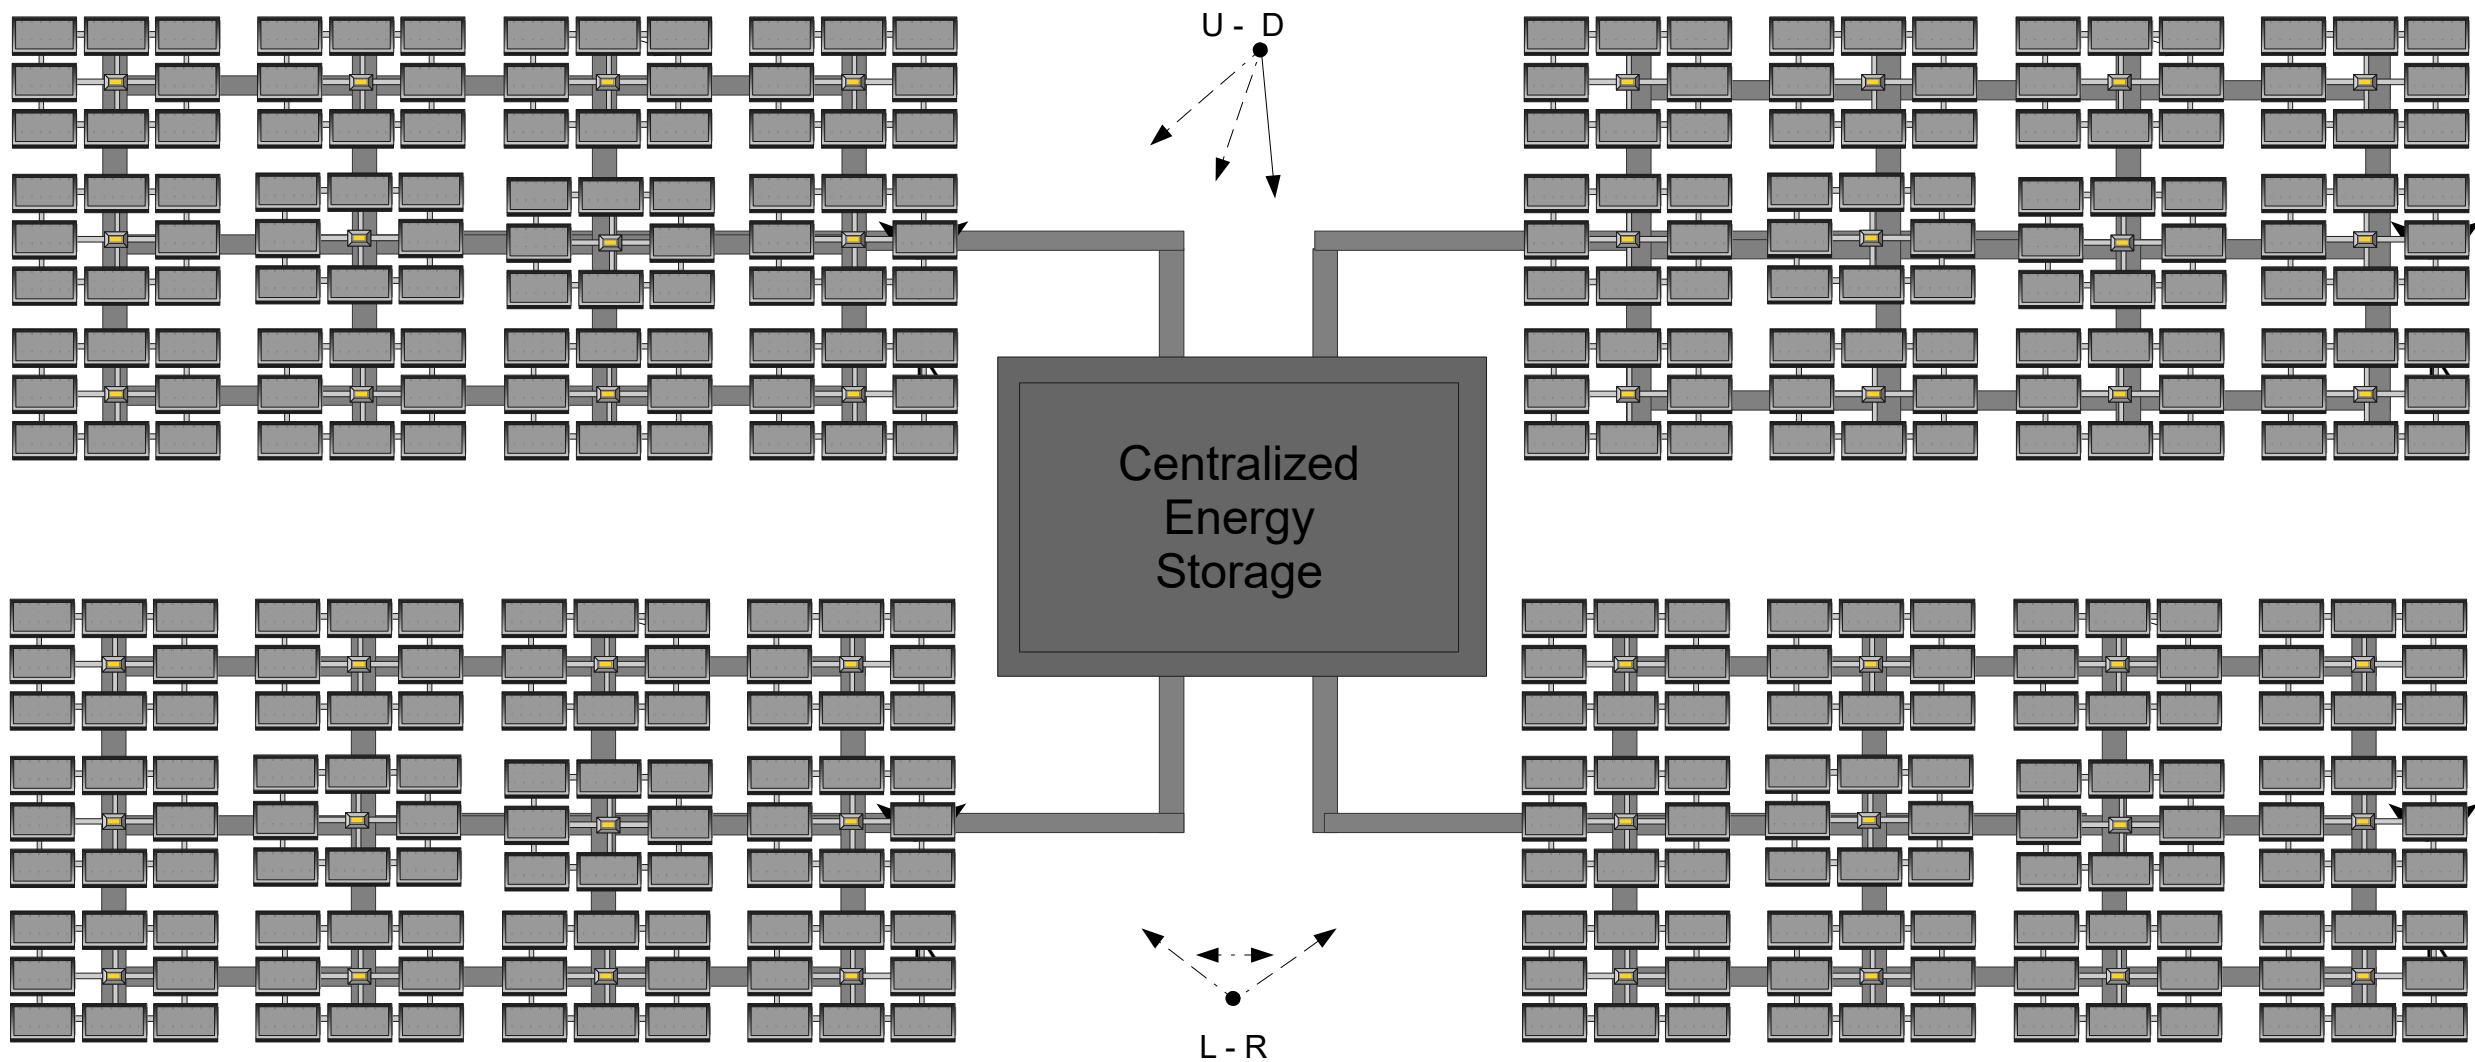 U - D
Centralized
Energy
Storage
L - R